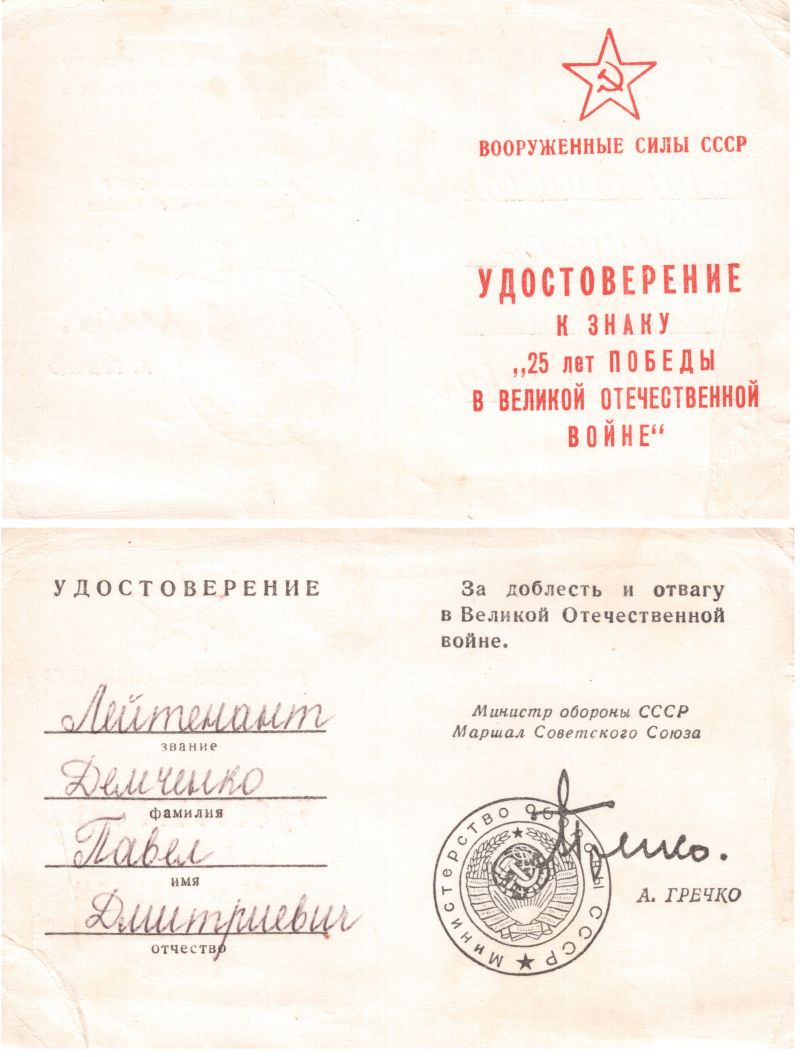 ВООРУЖЕННЫЕ СИЛЫ СССР
УДОСТОВЕРЕНИЕ
К ЗНАКУ
„25 лет ПОБЕДЫ
В ВЕЛИКОЙ ОТЕЧЕСТВЕННОЙ
ВОЙНЕ“
УДОСТОВЕРЕНИЕ
Лейтенант
звание
Демченко
фамилия
Павел
имя
Дмитриевич
отчество
За доблесть и отвагу
в Великой Отечественной
войне.
Министр обороны СССР
Маршал Советского Союза
Министерство Обороны СССР
А. ГРЕЧКО